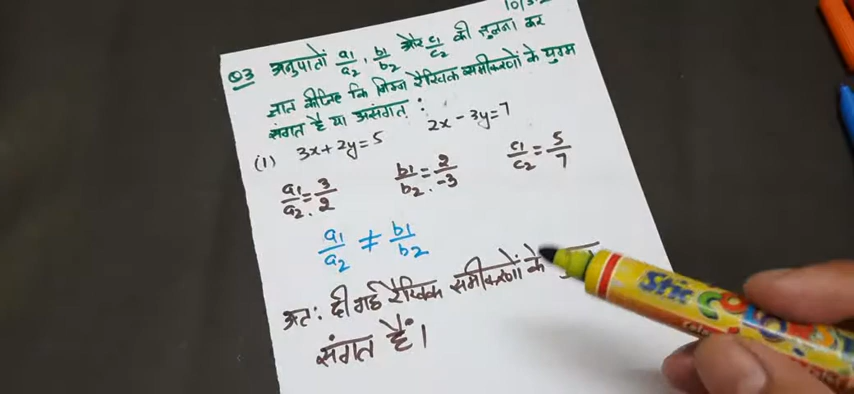 Q3 अनुपातों a1/a2, b1/b2 और c1/c2 की तुलना कर
ज्ञात कीजिए कि निम्न रैखिक समीकरणों के युग्म
संगत है या असंगत :
(1) 3x+2y=5 2x-3y=7
a1/a2=3/2 b1/b2=2/-3 c1/c2=5/7
a1/a2 ≠ b1/b2
अतः दी गई रैखिक समीकरणों के
संगत हैं।
Stic